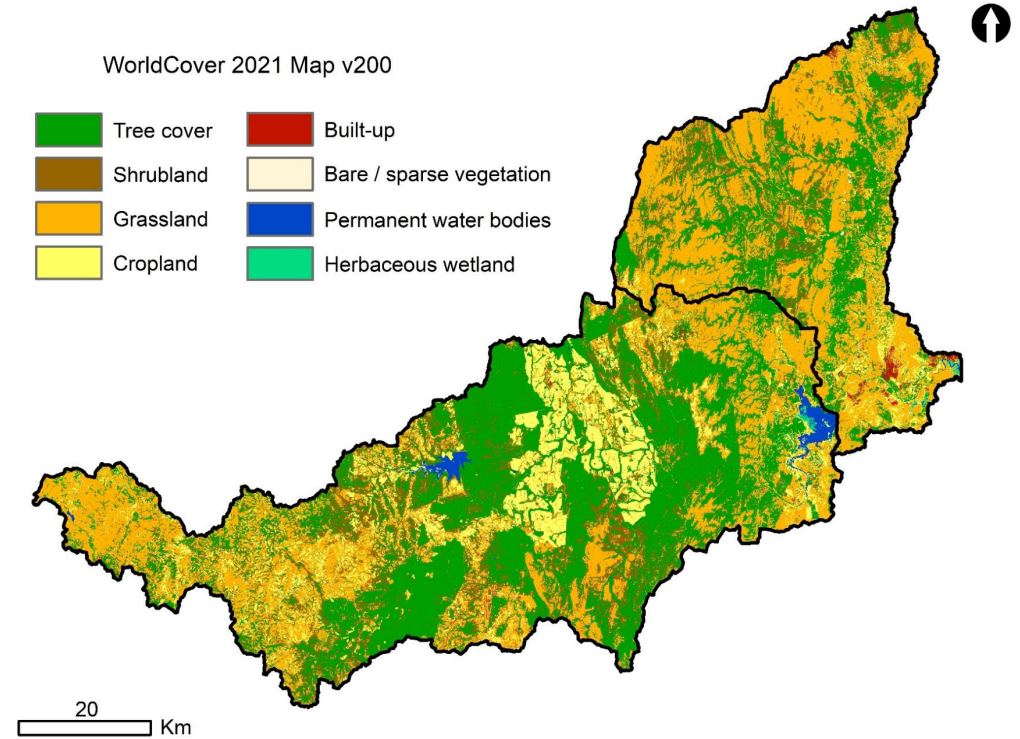 WorldCover 2021 Map v200
Tree cover
Built-up
Shrubland
Bare / sparse vegetation
Grassland
Permanent water bodies
Cropland
Herbaceous wetland
20
Km